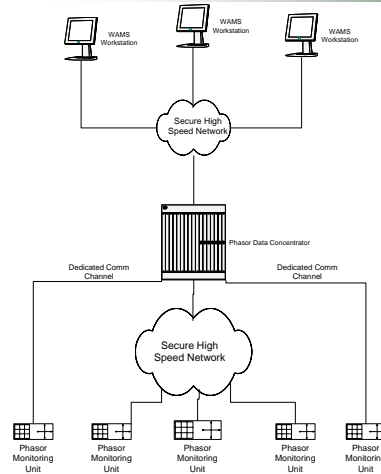 WAMS
Workstation
WAMS
Workstation
WAMS
Workstation
Secure High
Speed Network
Phasor Data Concentrator
Dedicated Comm
Channel
Dedicated Comm
Channel
Secure High
Speed Network
Phasor
Monitoring
Unit
Phasor
Monitoring
Unit
Phasor
Monitoring
Unit
Phasor
Monitoring
Unit
Phasor
Monitoring
Unit